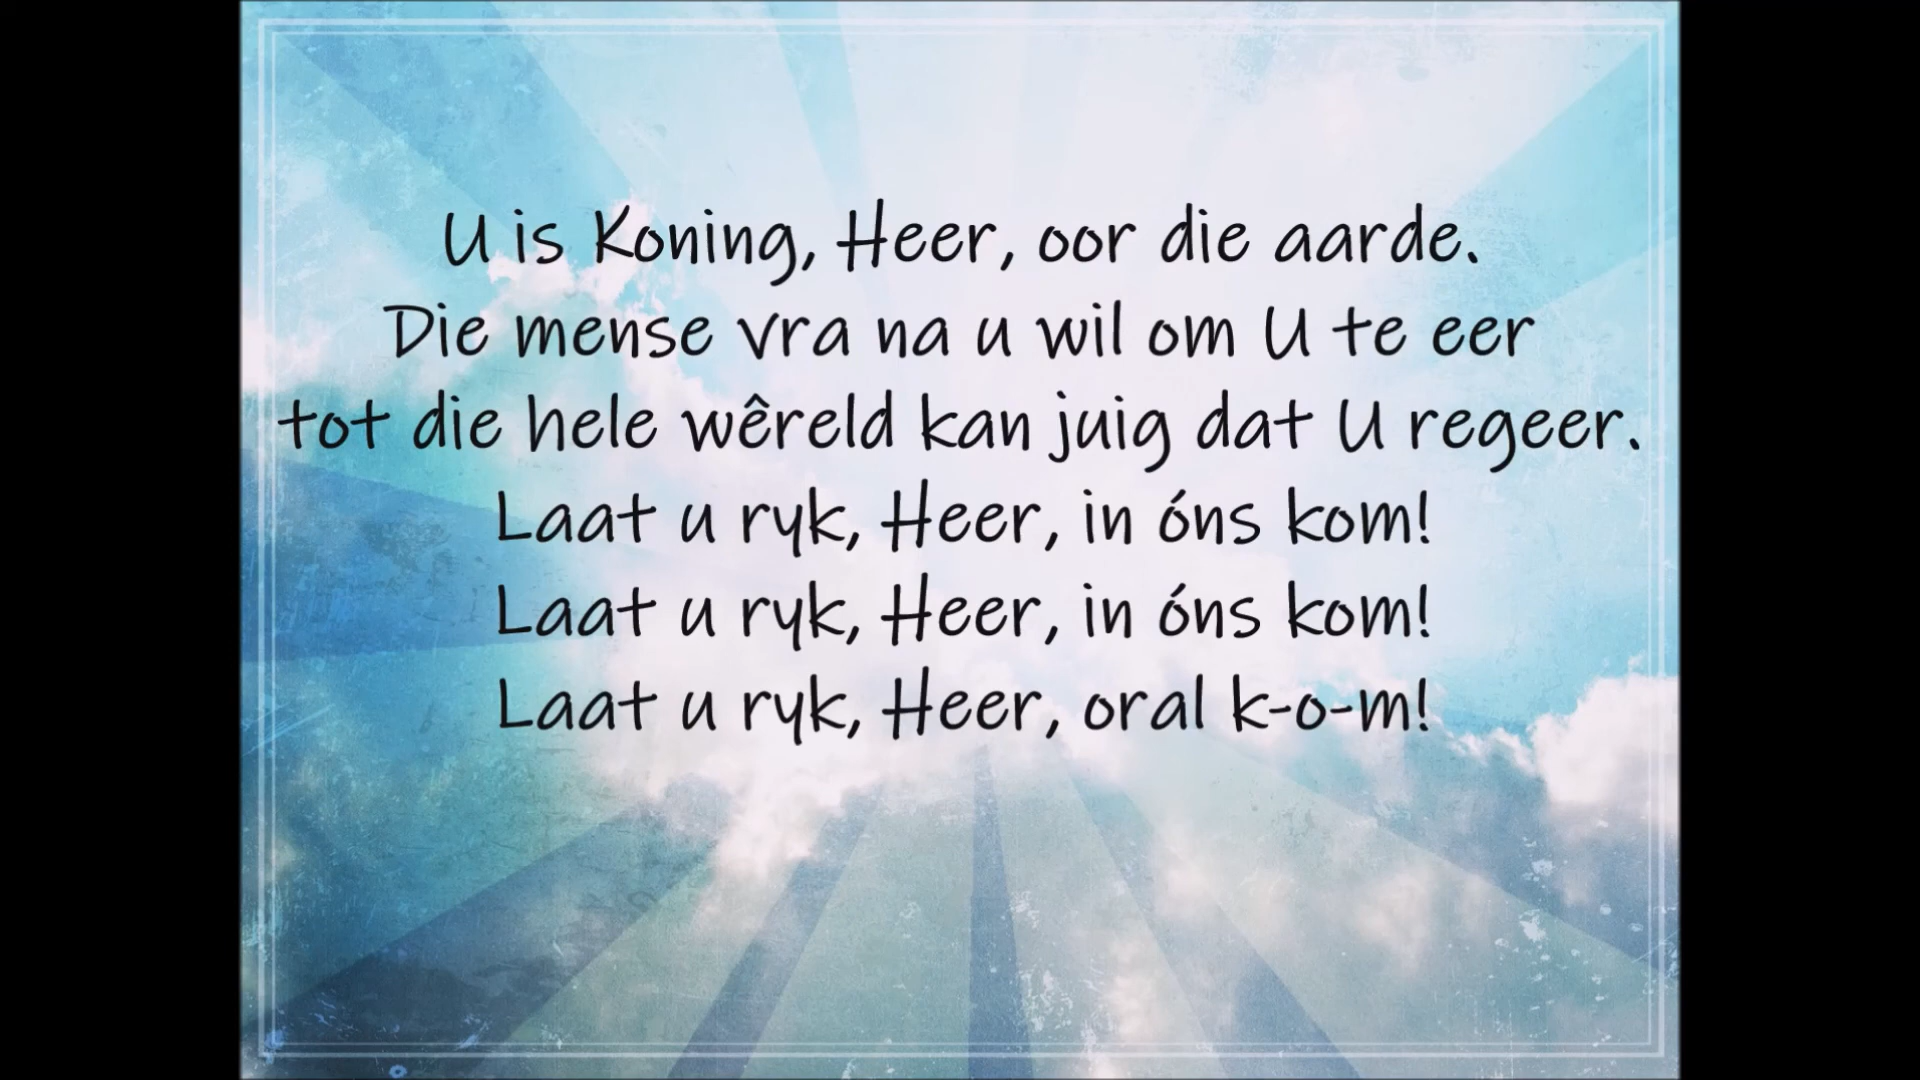 U is Koning, Heer, oor die aarde.
Die mense vra na u wil om U te eer
tot die hele wêreld kan juig dat U regeer.
Laat u ryk, Heer, in óns kom!
Laat u ryk, Heer, in óns kom!
Laat u ryk, Heer, oral k-o-m!